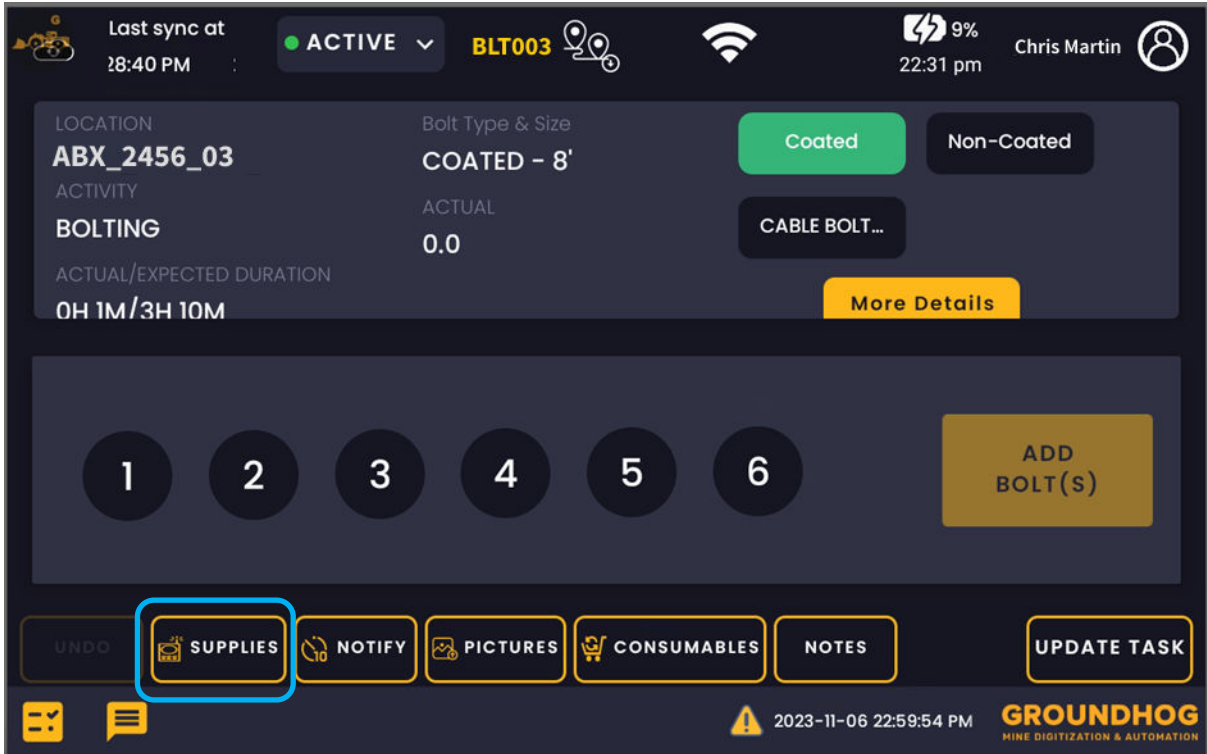 G
Last sync at
28:40 PM :
ACTIVE
BLT003
9%
22:31 pm
Chris Martin
LOCATION
ABX_2456_03
ACTIVITY
BOLTING
ACTUAL/EXPECTED DURATION
0H 1M/3H 10M
Bolt Type & Size
COATED - 8'
ACTUAL
0.0
Coated
Non-Coated
CABLE BOLT...
More Details
1 2 3 4 5 6
ADD
BOLT(S)
UNDO
SUPPLIES
10
NOTIFY
PICTURES
CONSUMABLES
NOTES
UPDATE TASK
2023-11-06 22:59:54 PM
GROUNDHOG
MINE DIGITIZATION & AUTOMATION